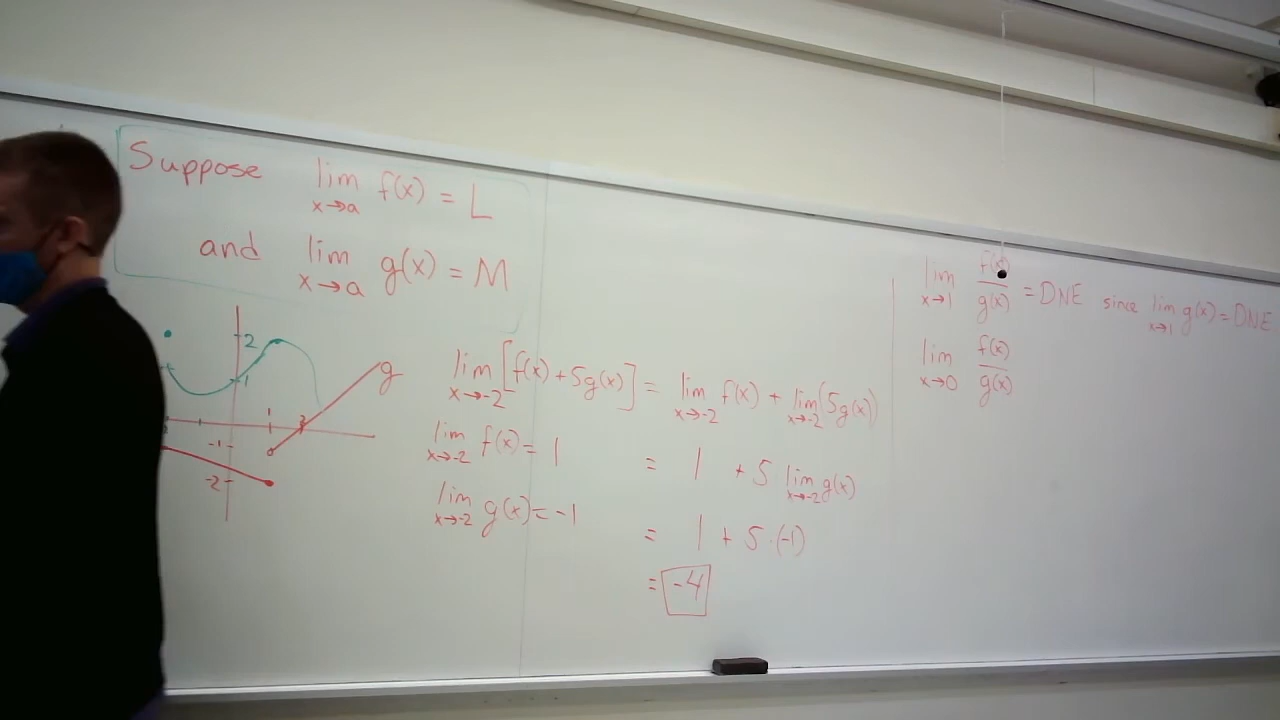 Suppose lim x→a f(x) = L
and lim x→a g(x) = M
2
1
g
1
2
-1
-2
lim x→-2 [f(x) + 5g(x)] = lim x→-2 f(x) + lim x→-2 (5g(x))
lim x→-2 f(x) = 1
= 1 + 5 lim x→-2 g(x)
lim x→-2 g(x) = -1
= 1 + 5·(-1)
= -4
lim x→1 f(x)/g(x) = DNE since lim x→1 g(x) = DNE
lim x→0 f(x)/g(x)